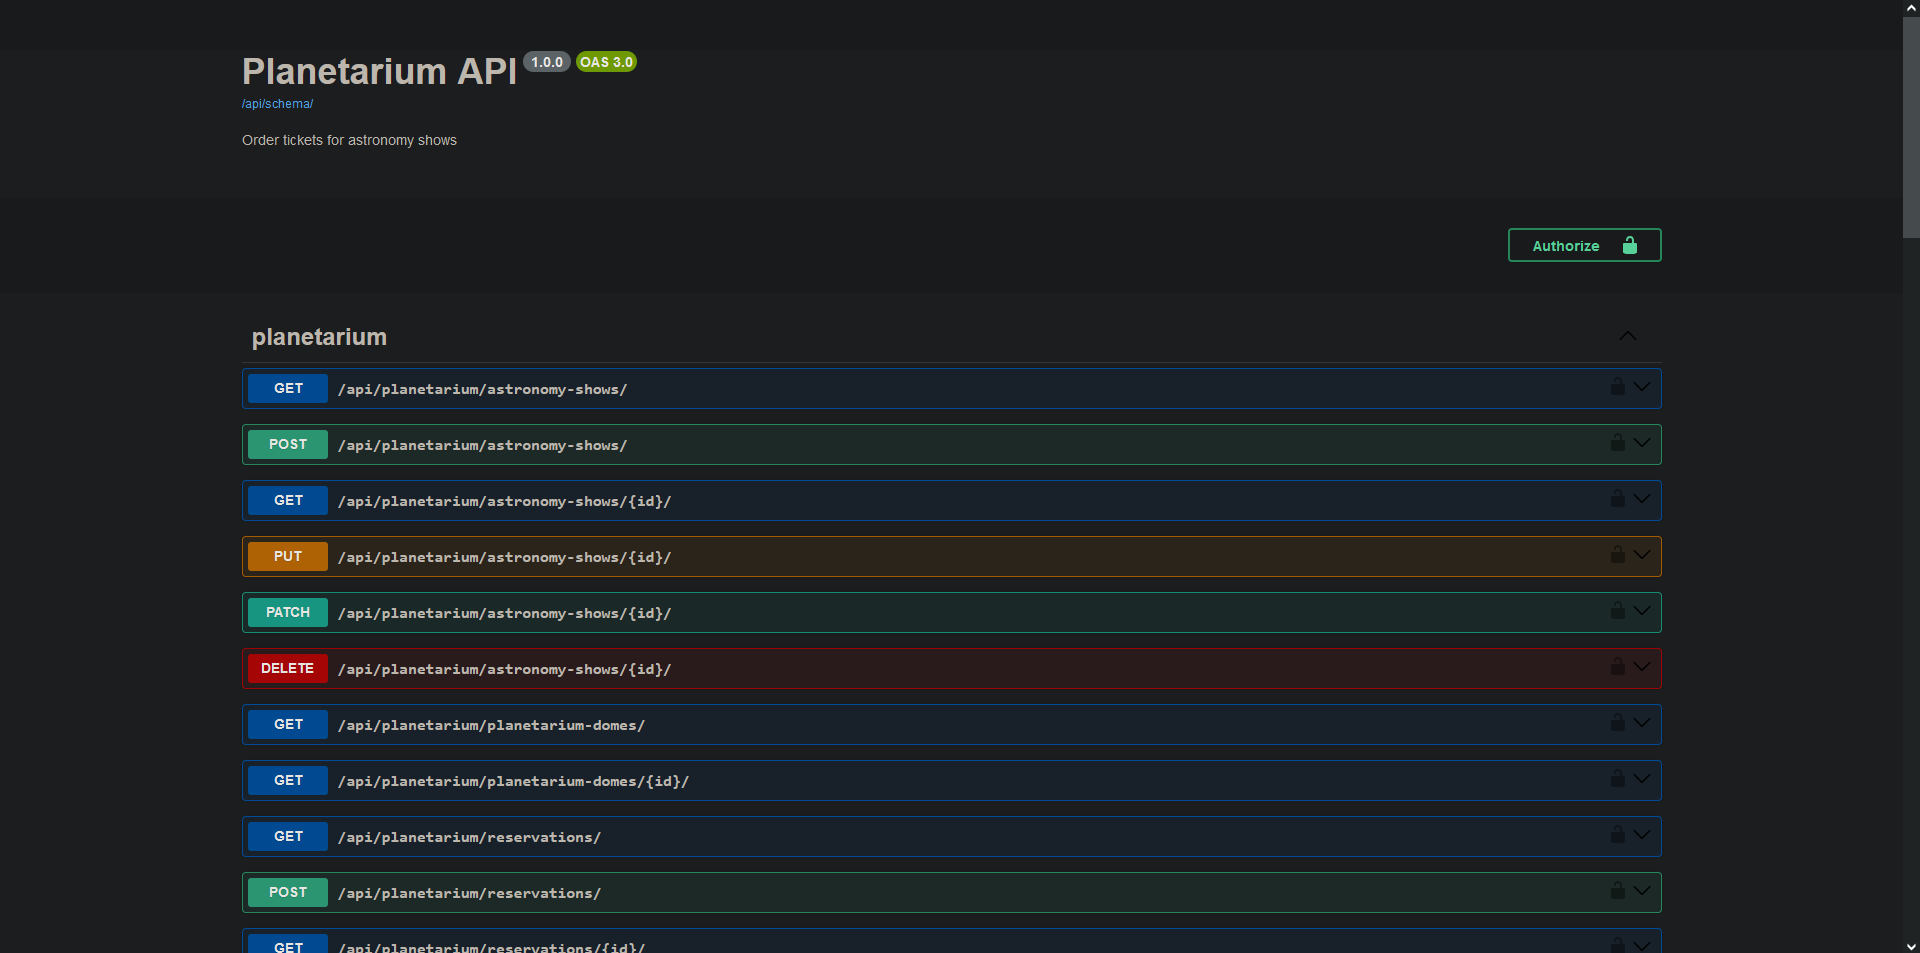 Planetarium API 1.0.0 OAS 3.0
/api/schema/
Order tickets for astronomy shows
Authorize
planetarium
GET /api/planetarium/astronomy-shows/
POST /api/planetarium/astronomy-shows/
GET /api/planetarium/astronomy-shows/{id}/
PUT /api/planetarium/astronomy-shows/{id}/
PATCH /api/planetarium/astronomy-shows/{id}/
DELETE /api/planetarium/astronomy-shows/{id}/
GET /api/planetarium/planetarium-domes/
GET /api/planetarium/planetarium-domes/{id}/
GET /api/planetarium/reservations/
POST /api/planetarium/reservations/
GET /api/planetarium/reservations/{id}/